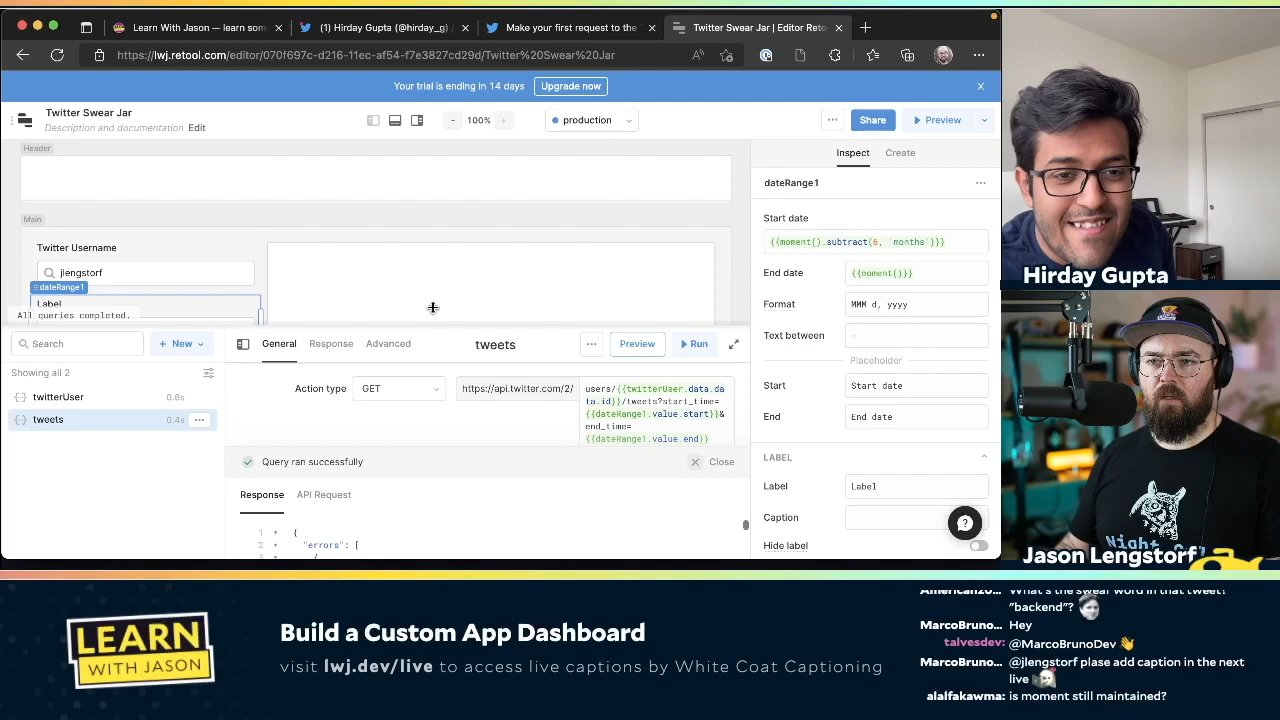 Learn With Jason — learn som
(1) Hirday Gupta (@hirday_g) /
Make your first request to the
Twitter Swear Jar | Editor Reto
https://lwj.retool.com/editor/070f697c-d216-11ec-af54-f7e3827cd29d/Twitter%20Swear%20Jar
Your trial is ending in 14 days
Upgrade now
Twitter Swear Jar
Description and documentation Edit
- 100% +
production
Share
Preview
Header
Main
Twitter Username
jlengstorf
dateRange1
Label
All queries completed.
Inspect
Create
dateRange1
Start date
{{moment().subtract(6, 'months')}}
End date
{{moment()}}
Format
MMM d, yyyy
Text between
-
Placeholder
Start
Start date
End
End date
LABEL
Label
Label
Caption
Hide label
Search
+ New
Showing all 2
twitterUser 0.6s
tweets 0.4s
General
Response
Advanced
tweets
Preview
Run
Action type
GET
https://api.twitter.com/2/
users/{{twitterUser.data.da
ta.id}}/tweets?start_time=
{{dateRange1.value.start}}&
end_time=
{{dateRange1.value.end}}
Query ran successfully
Close
Response
API Request
1 {
2 "errors": [
3 {
Hirday Gupta
Jason Lengstorf
LEARN
WITH JASON
Build a Custom App Dashboard
visit lwj.dev/live to access live captions by White Coat Captioning
What's the swear word in that tweet?
"backend"?
MarcoBruno... Hey
talvesdev: @MarcoBrunoDev
MarcoBruno... @jlengstorf plase add caption in the next
live
alalfakawma: is moment still maintained?